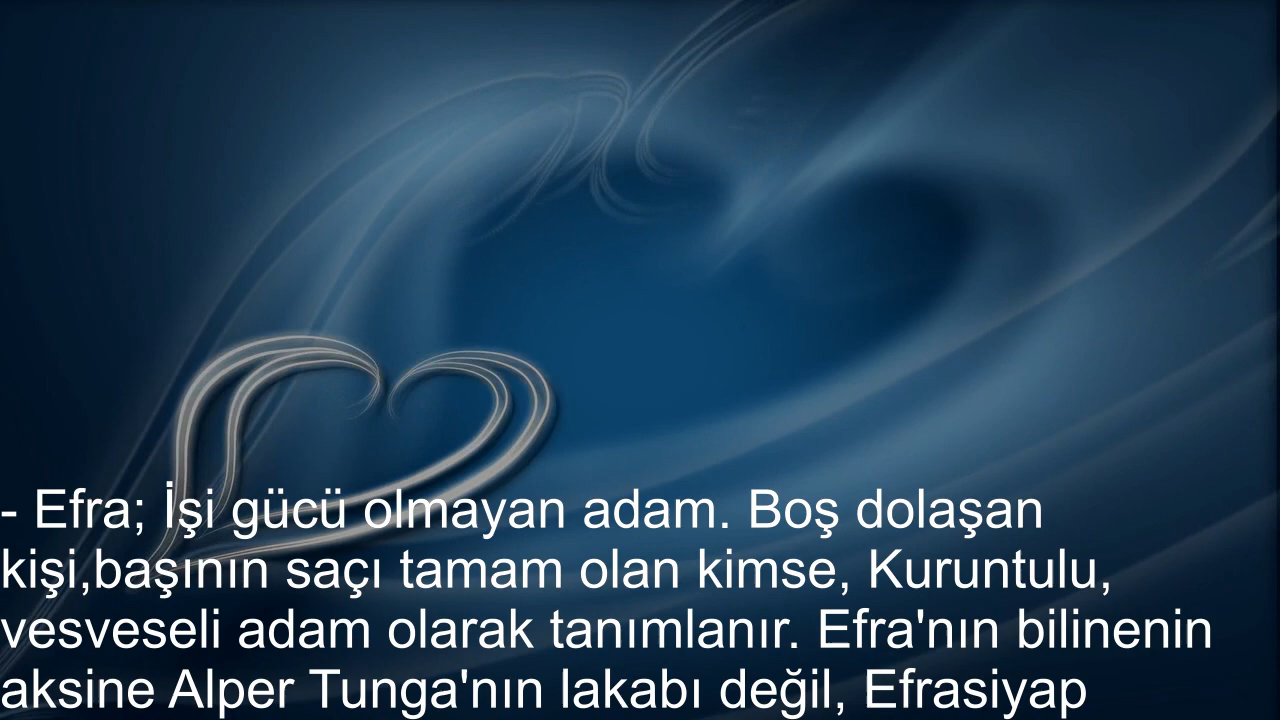 - Efra; İşi gücü olmayan adam. Boş dolaşan
kişi,başının saçı tamam olan kimse, Kuruntulu,
vesveseli adam olarak tanımlanır. Efra'nın bilinenin
aksine Alper Tunga'nın lakabı değil, Efrasiyap